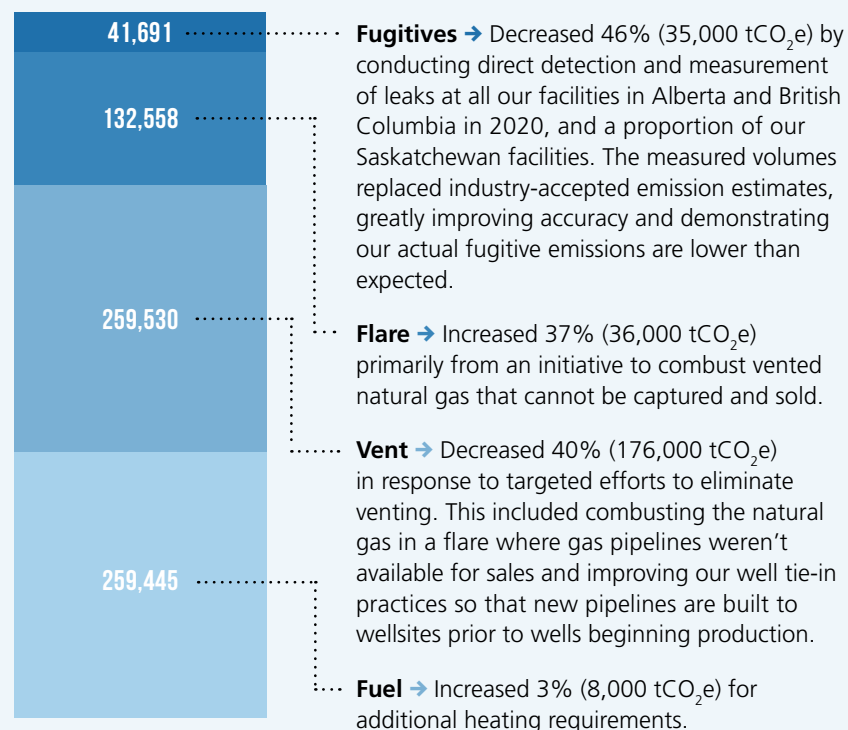 41,691
Fugitives → Decreased 46% (35,000 tCO₂e) by
conducting direct detection and measurement
of leaks at all our facilities in Alberta and British
Columbia in 2020, and a proportion of our
Saskatchewan facilities. The measured volumes
replaced industry-accepted emission estimates,
greatly improving accuracy and demonstrating
our actual fugitive emissions are lower than
expected.
132,558
Flare → Increased 37% (36,000 tCO₂e)
primarily from an initiative to combust vented
natural gas that cannot be captured and sold.
259,530
Vent → Decreased 40% (176,000 tCO₂e)
in response to targeted efforts to eliminate
venting. This included combusting the natural
gas in a flare where gas pipelines weren't
available for sales and improving our well tie-in
practices so that new pipelines are built to
wellsites prior to wells beginning production.
259,445
Fuel → Increased 3% (8,000 tCO₂e) for
additional heating requirements.